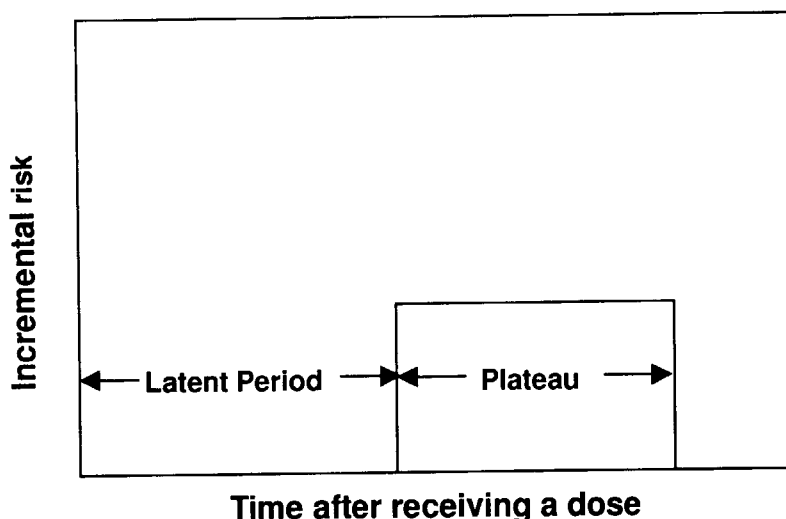 Incremental risk
Latent Period
Plateau
Time after receiving a dose